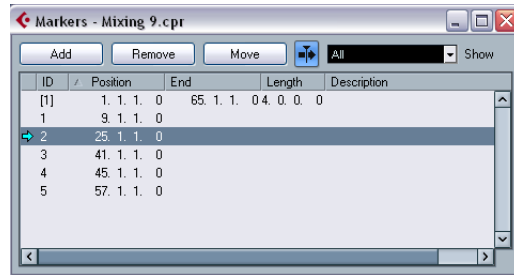 Markers - Mixing 9.cpr
Add Remove Move All Show
ID Position End Length Description
[1] 1. 1. 1. 0 65. 1. 1. 0 4. 0. 0. 0
1 9. 1. 1. 0
2 25. 1. 1. 0
3 41. 1. 1. 0
4 45. 1. 1. 0
5 57. 1. 1. 0